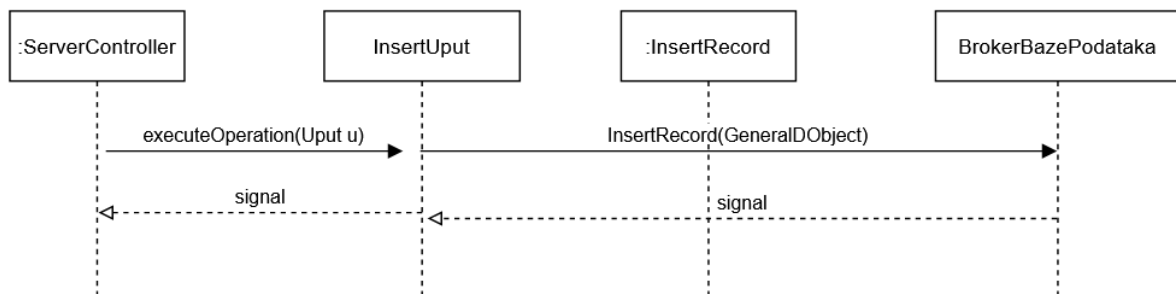 :ServerController
InsertUput
:InsertRecord
BrokerBazePodataka
executeOperation(Uput u)
InsertRecord(GeneralDObject)
signal
signal